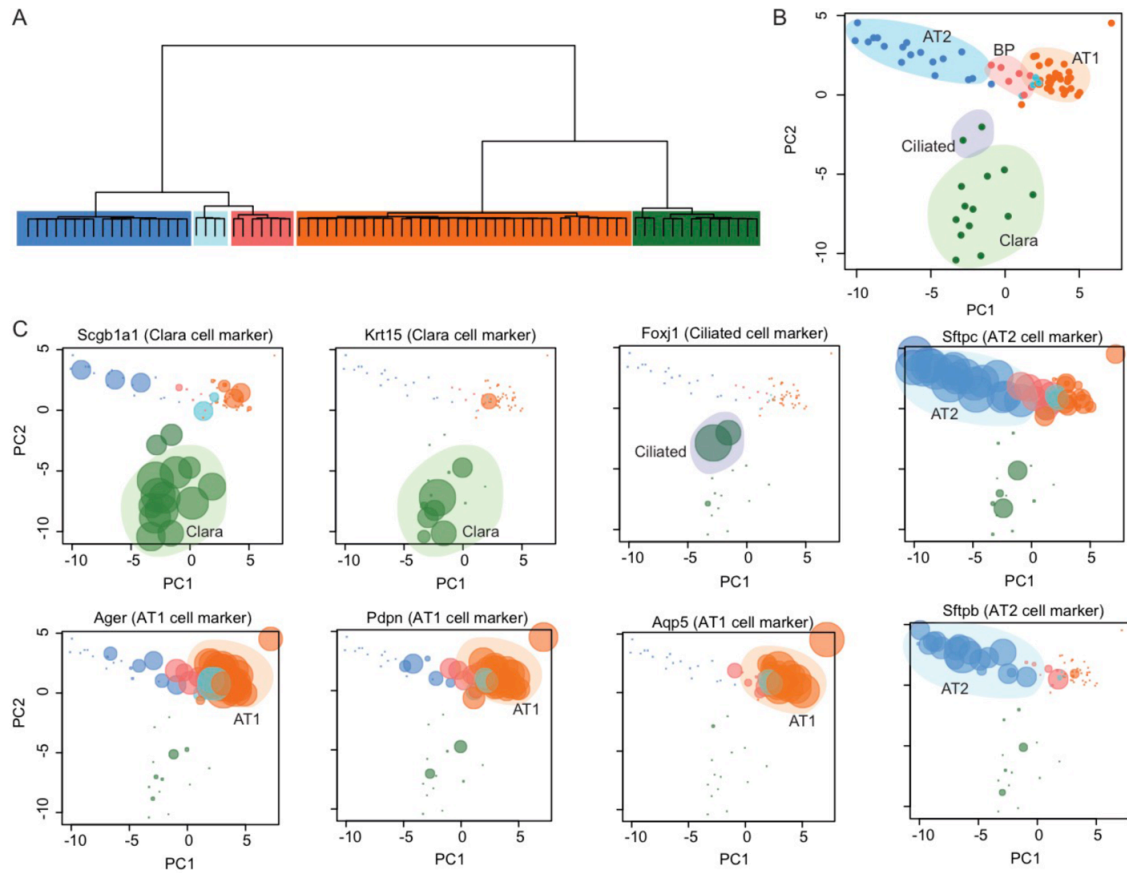 A
B
5
0
-5
-10
PC2
AT2
BP
AT1
Ciliated
Clara
-10
-5
0
5
PC1
C
Scgb1a1 (Clara cell marker)
5
0
-5
-10
PC2
Clara
-10
-5
0
5
PC1
Krt15 (Clara cell marker)
Clara
-10
-5
0
5
PC1
Foxj1 (Ciliated cell marker)
Ciliated
-10
-5
0
5
PC1
Sftpc (AT2 cell marker)
AT2
-10
-5
0
5
PC1
Ager (AT1 cell marker)
5
0
-5
-10
PC2
AT1
-10
-5
0
5
PC1
Pdpn (AT1 cell marker)
AT1
-10
-5
0
5
PC1
Aqp5 (AT1 cell marker)
AT1
-10
-5
0
5
PC1
Sftpb (AT2 cell marker)
AT2
-10
-5
0
5
PC1